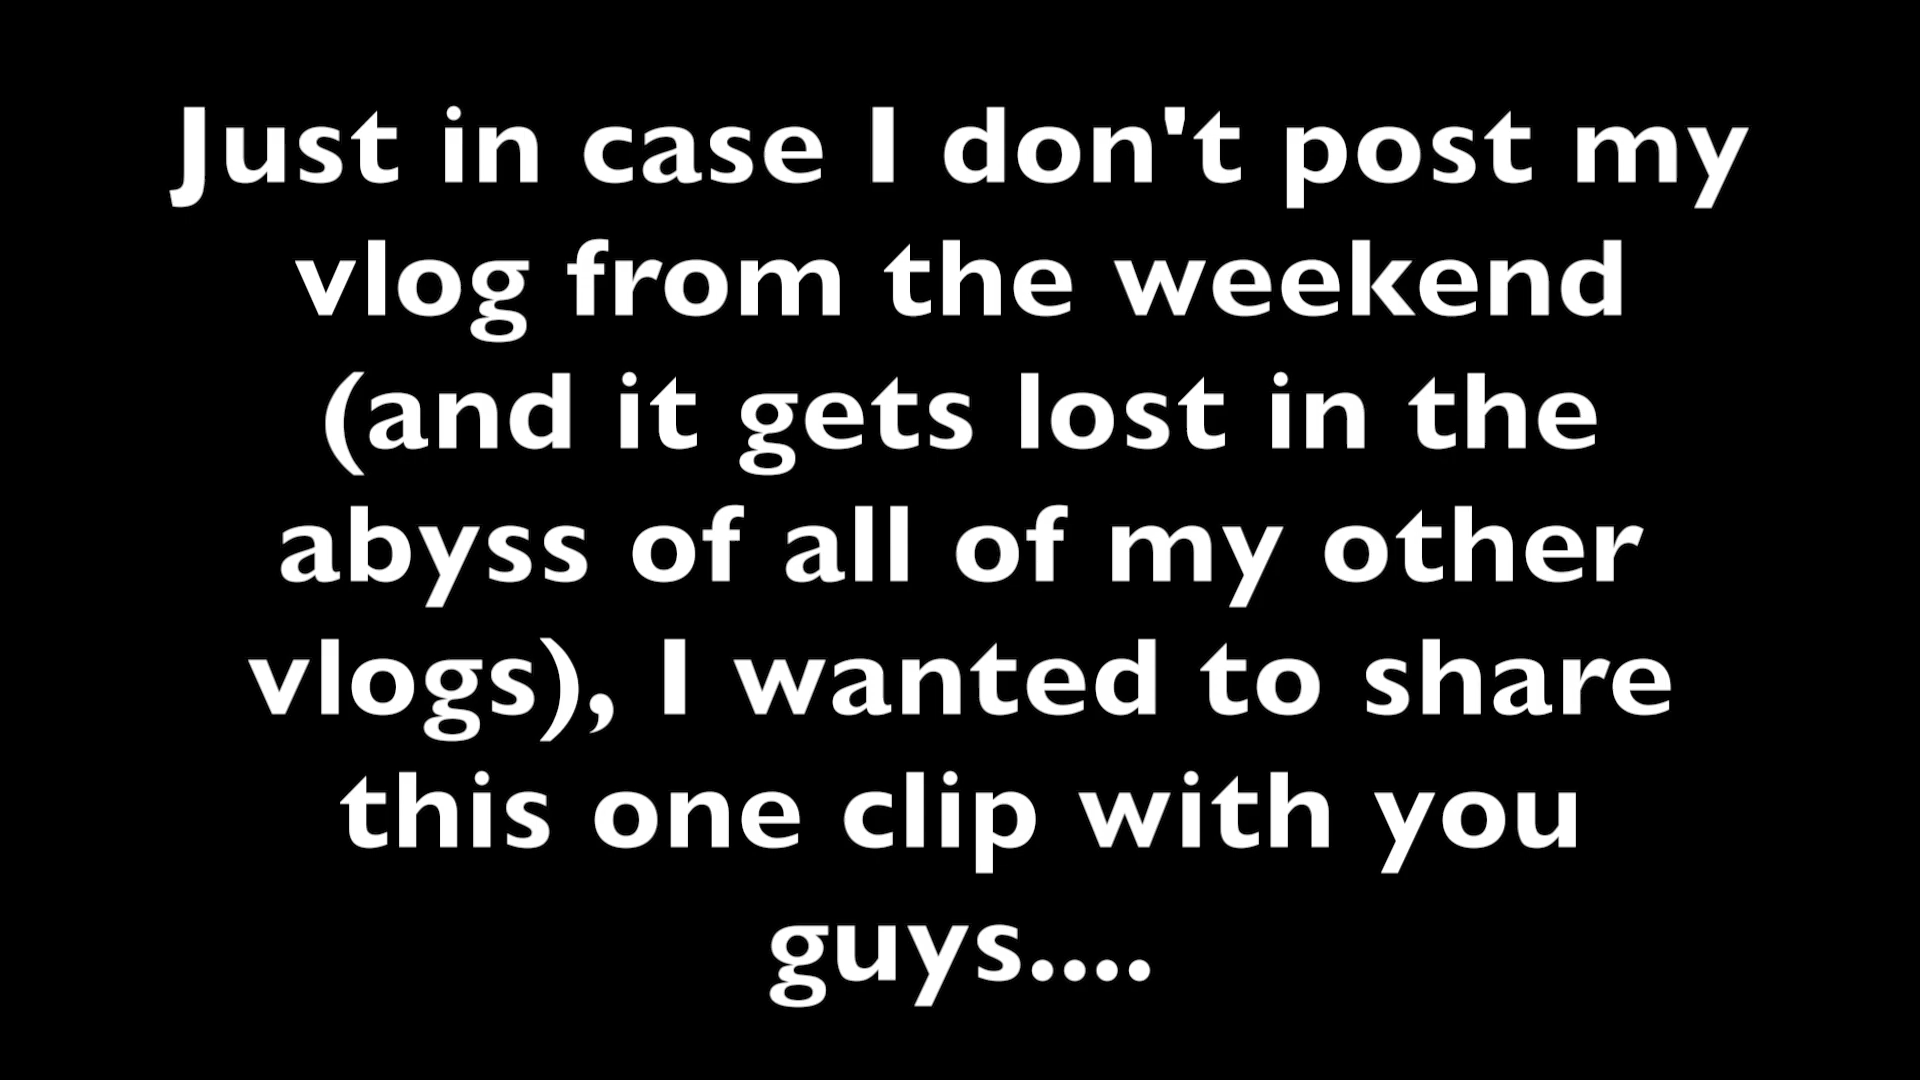 Just in case I don't post my
vlog from the weekend
(and it gets lost in the
abyss of all of my other
vlogs), I wanted to share
this one clip with you
guys....